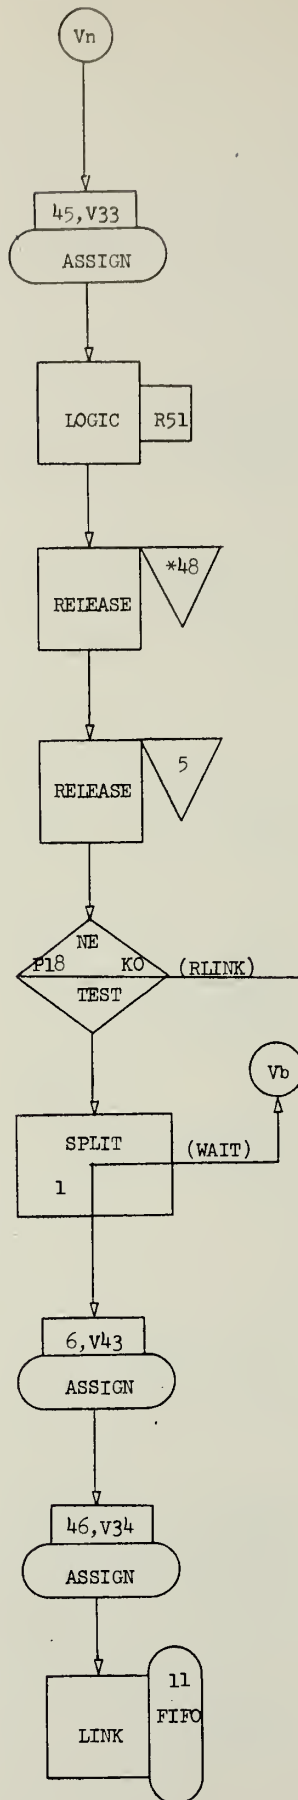 Vn
45,V33
ASSIGN
LOGIC R51
*48
RELEASE
5
RELEASE
NE
P18 K0 (RLINK)
TEST
Vb
SPLIT (WAIT)
1
6,V43
ASSIGN
46,V34
ASSIGN
11
FIFO
LINK